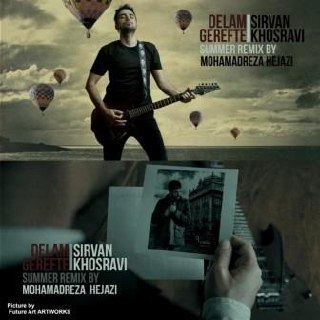 DELAM SIRVAN
GEREFTE KHOSRAVI
SUMMER REMIX BY
MOHAMADREZA HEJAZI
DELAM SIRVAN
GEREFTE KHOSRAVI
SUMMER REMIX BY
MOHAMADREZA HEJAZI
Picture by
Future Art ARTWORKS